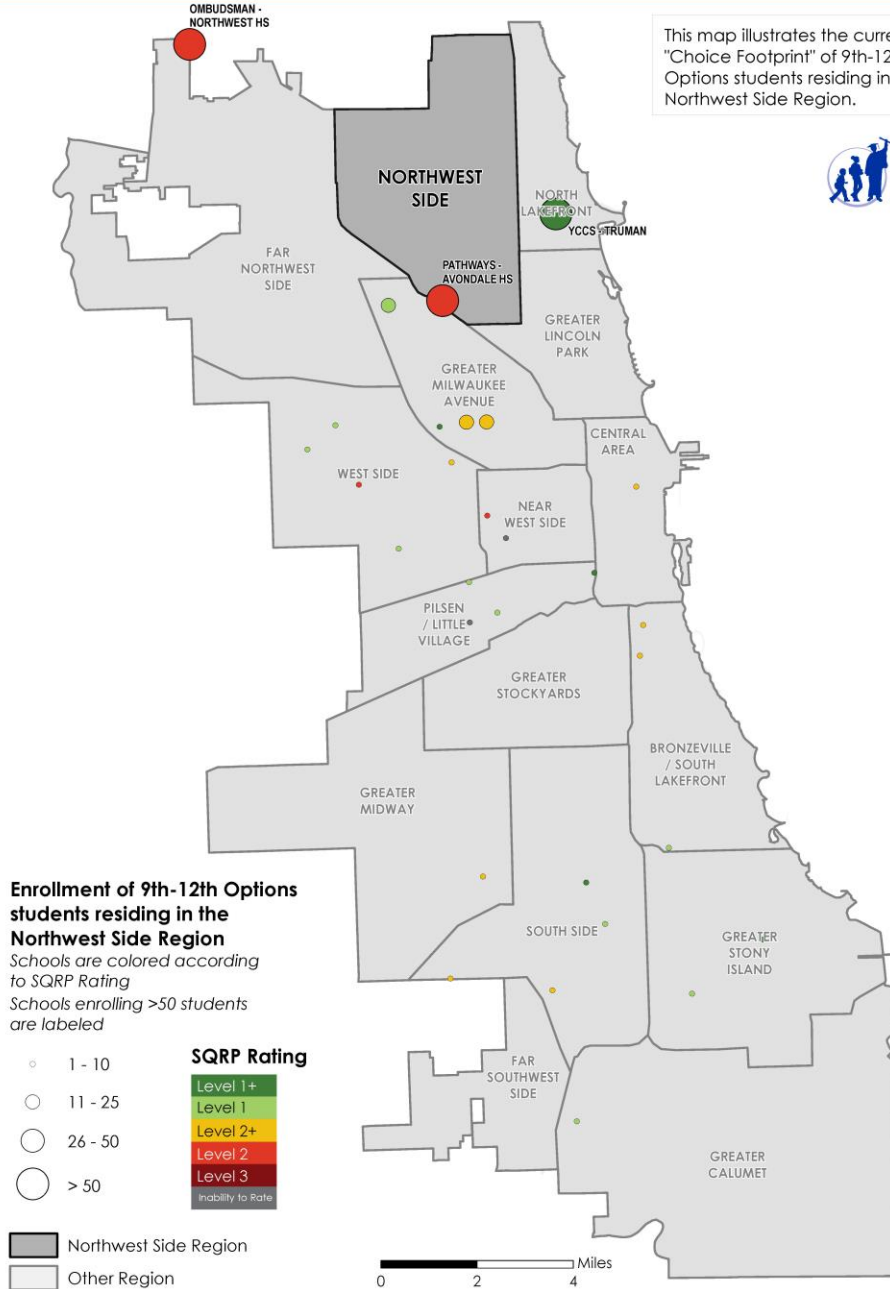 OMBUDSMAN -
NORTHWEST HS
This map illustrates the curre
"Choice Footprint" of 9th-12
Options students residing in
Northwest Side Region.
NORTHWEST
SIDE
NORTH
LAKEFRONT
YCCS - TRUMAN
FAR
NORTHWEST
SIDE
PATHWAYS -
AVONDALE HS
GREATER
LINCOLN
PARK
GREATER
MILWAUKEE
AVENUE
CENTRAL
AREA
WEST SIDE
NEAR
WEST SIDE
PILSEN
/ LITTLE
VILLAGE
GREATER
STOCKYARDS
BRONZEVILLE
/ SOUTH
LAKEFRONT
GREATER
MIDWAY
SOUTH SIDE
GREATER
STONY
ISLAND
FAR
SOUTHWEST
SIDE
GREATER
CALUMET
Enrollment of 9th-12th Options
students residing in the
Northwest Side Region
Schools are colored according
to SQRP Rating
Schools enrolling >50 students
are labeled
1 - 10
11 - 25
26 - 50
> 50
SQRP Rating
Level 1+
Level 1
Level 2+
Level 2
Level 3
Inability to Rate
Northwest Side Region
Other Region
Miles
0 2 4